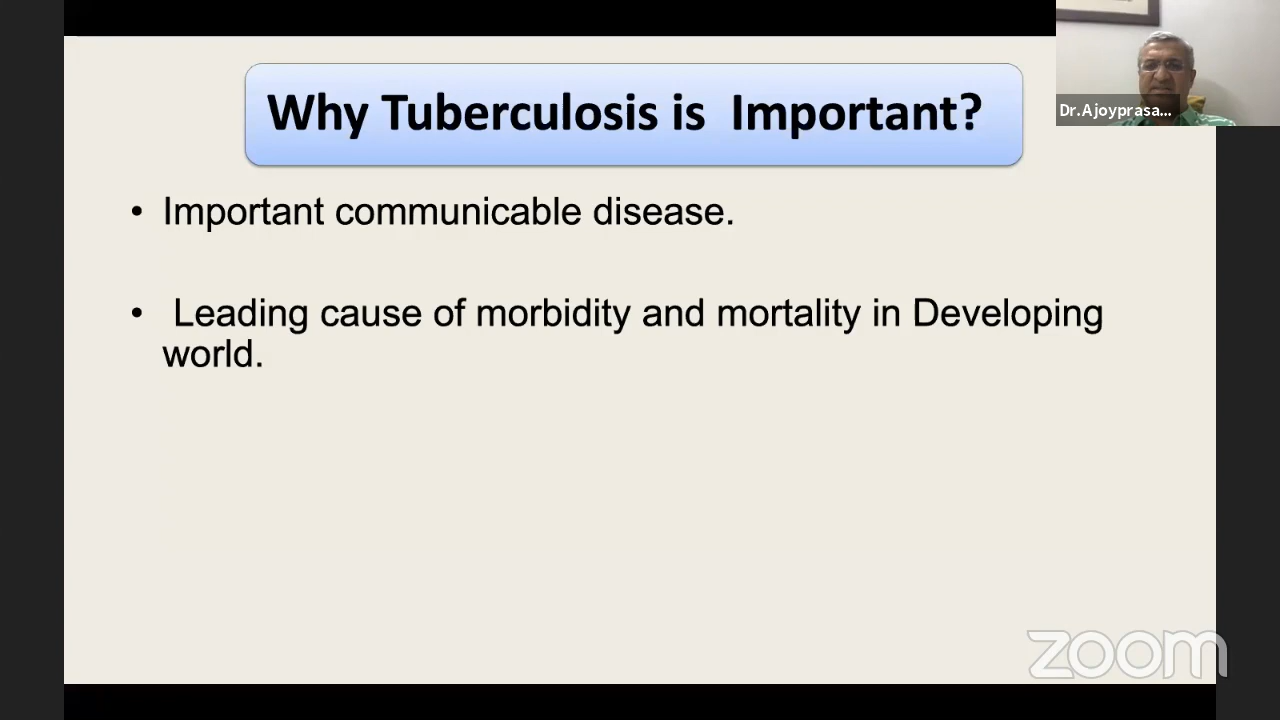 Why Tuberculosis is Important?
Dr.Ajoyprasa...
• Important communicable disease.
• Leading cause of morbidity and mortality in Developing
world.
zoom